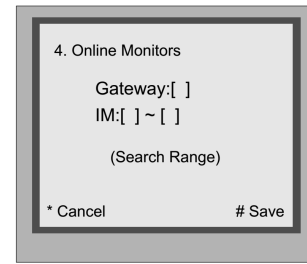 4. Online Monitors
Gateway:[ ]
IM:[ ] ~ [ ]
(Search Range)
* Cancel # Save